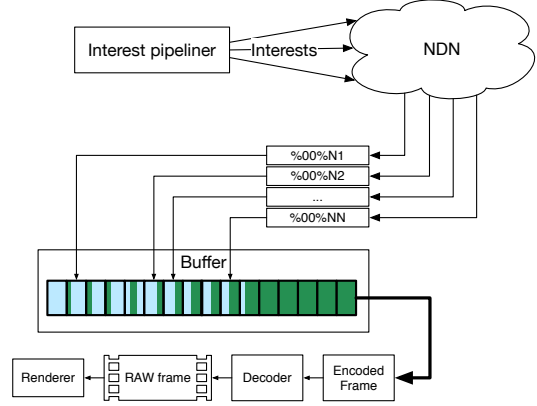 Interest pipeliner
Interests
NDN
%00%N1
%00%N2
...
%00%NN
Buffer
Renderer
RAW frame
Decoder
Encoded
Frame